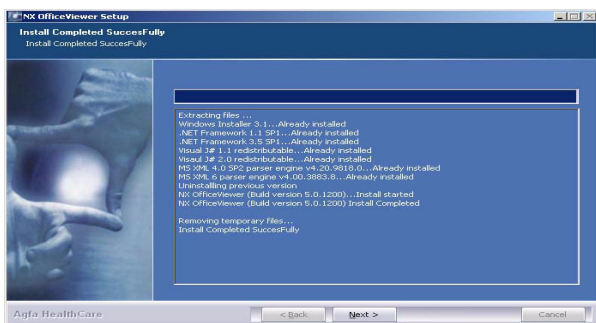 NX OfficeViewer Setup
Install Completed SuccesFully
Install Completed SuccesFully
Extracting files ...
Windows Installer 3.1...Already installed
.NET Framework 1.1 SP1...Already installed
.NET Framework 3.5 SP1...Already installed
Visual J# 1.1 redistributable...Already installed
Visaul J# 2.0 redistributable...Already installed
MS XML 4.0 SP2 parser engine v4.20.9818.0...Already installed
MS XML 6 parser engine v4.00.3883.8...Already installed
Uninstalling previous version
NX OfficeViewer (Build version 5.0.1200)...Install started
NX OfficeViewer (Build version 5.0.1200) Install Completed
Removing temporary files...
Install Completed SuccesFully
Agfa HealthCare
< Back
Next >
Cancel